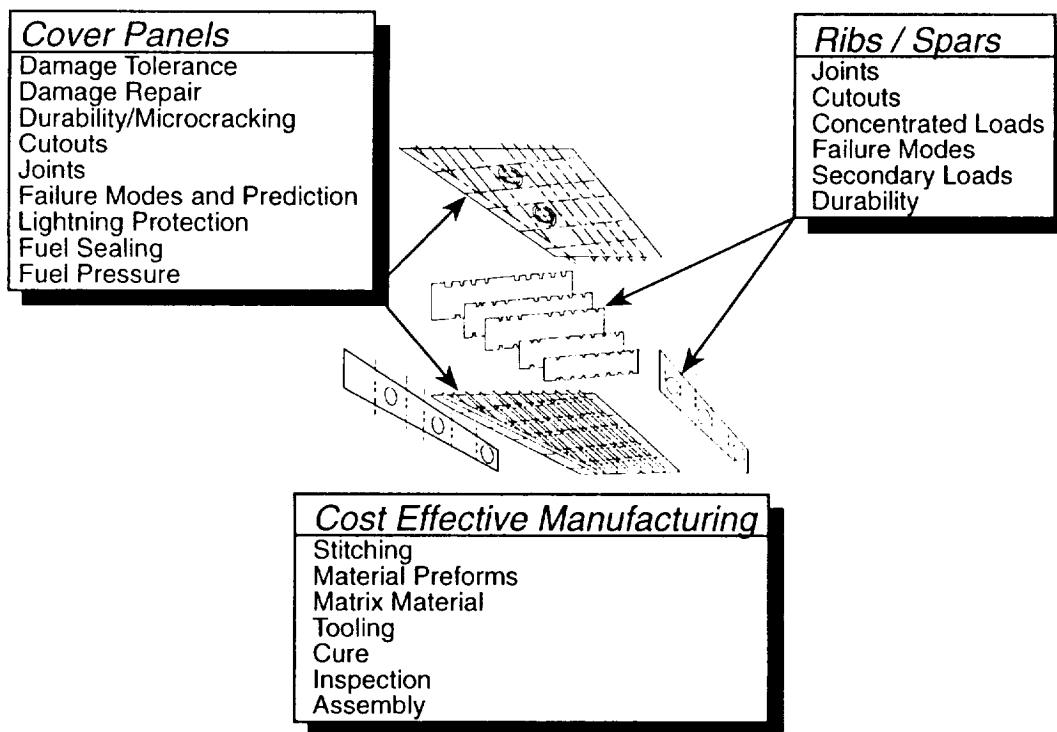 Cover Panels
Damage Tolerance
Damage Repair
Durability/Microcracking
Cutouts
Joints
Failure Modes and Prediction
Lightning Protection
Fuel Sealing
Fuel Pressure
Ribs / Spars
Joints
Cutouts
Concentrated Loads
Failure Modes
Secondary Loads
Durability
Cost Effective Manufacturing
Stitching
Material Preforms
Matrix Material
Tooling
Cure
Inspection
Assembly